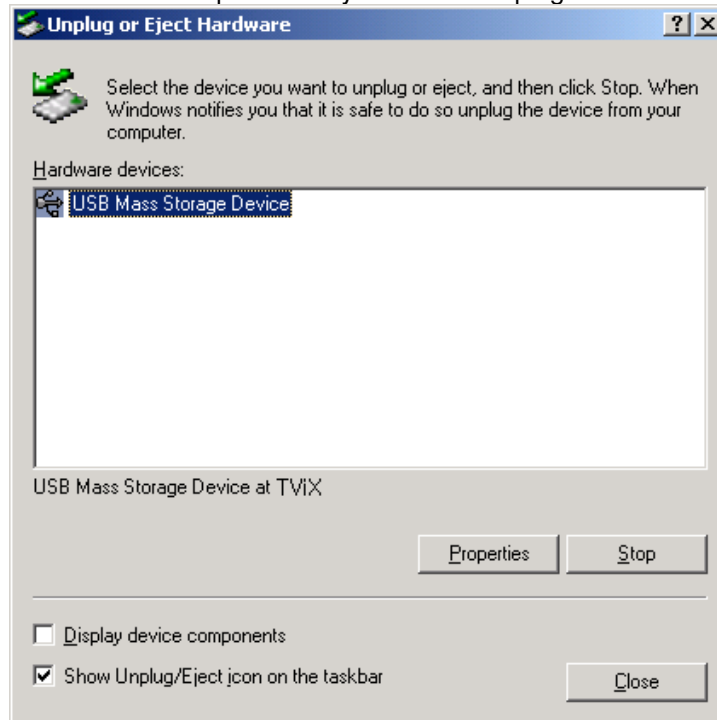 Unplug or Eject Hardware
Select the device you want to unplug or eject, and then click Stop. When
Windows notifies you that it is safe to do so unplug the device from your
computer.
Hardware devices:
USB Mass Storage Device
USB Mass Storage Device at TViX
Properties Stop
Display device components
Show Unplug/Eject icon on the taskbar
Close